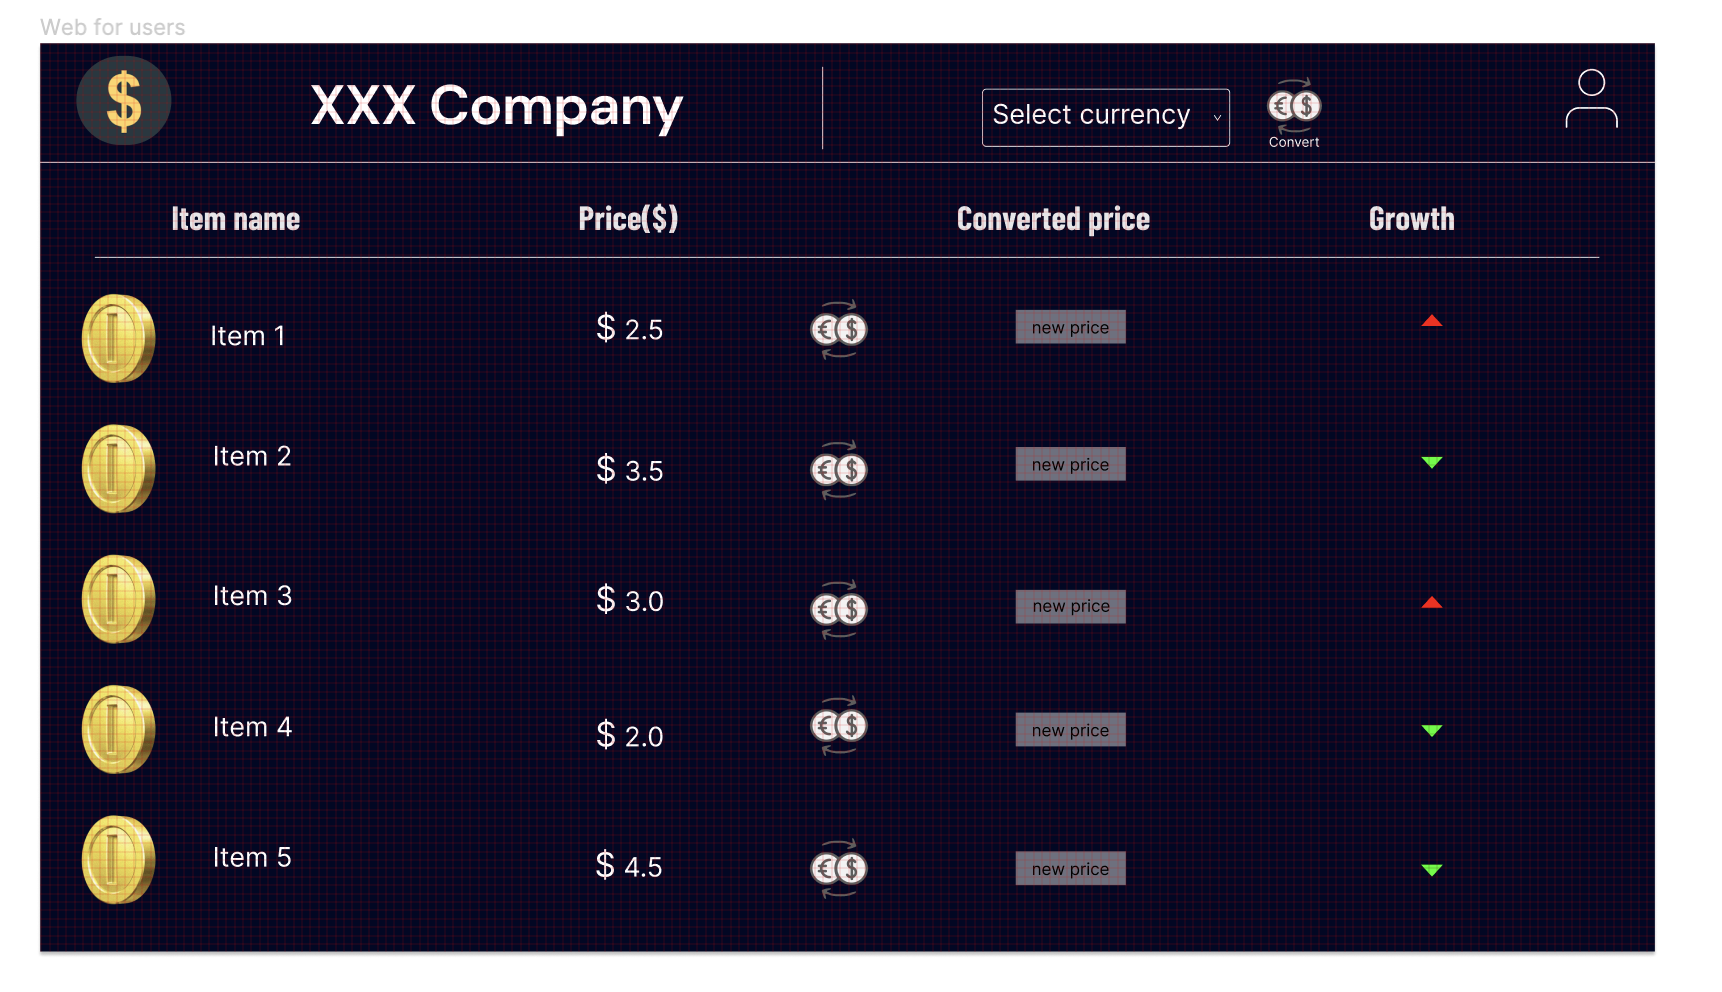 Web for users
$
XXX Company
Select currency
€ $
Convert
Item name Price($) Converted price Growth
Item 1 $ 2.5 € $ new price
Item 2 $ 3.5 € $ new price
Item 3 $ 3.0 € $ new price
Item 4 $ 2.0 € $ new price
Item 5 $ 4.5 € $ new price